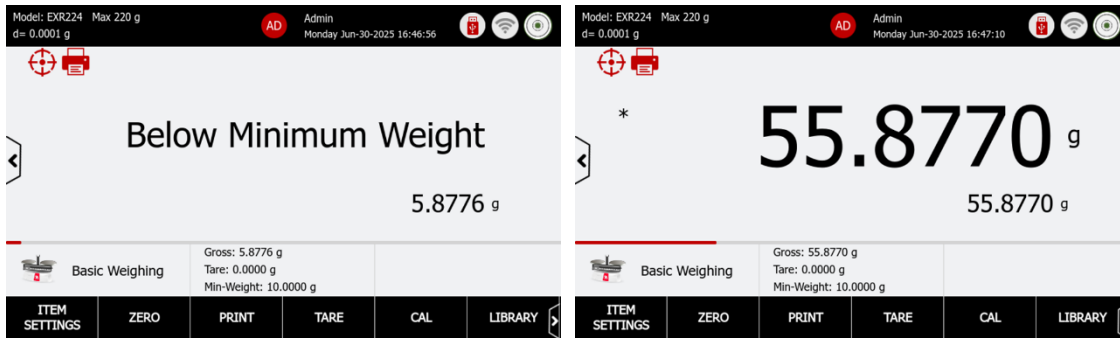 Model: EXR224 Max 220 g
d= 0.0001 g
AD
Admin
Monday Jun-30-2025 16:46:56
Below Minimum Weight
5.8776 g
Basic Weighing
Gross: 5.8776 g
Tare: 0.0000 g
Min-Weight: 10.0000 g
ITEM SETTINGS
ZERO
PRINT
TARE
CAL
LIBRARY
Model: EXR224 Max 220 g
d= 0.0001 g
AD
Admin
Monday Jun-30-2025 16:47:10
*
55.8770 g
55.8770 g
Basic Weighing
Gross: 55.8770 g
Tare: 0.0000 g
Min-Weight: 10.0000 g
ITEM SETTINGS
ZERO
PRINT
TARE
CAL
LIBRARY